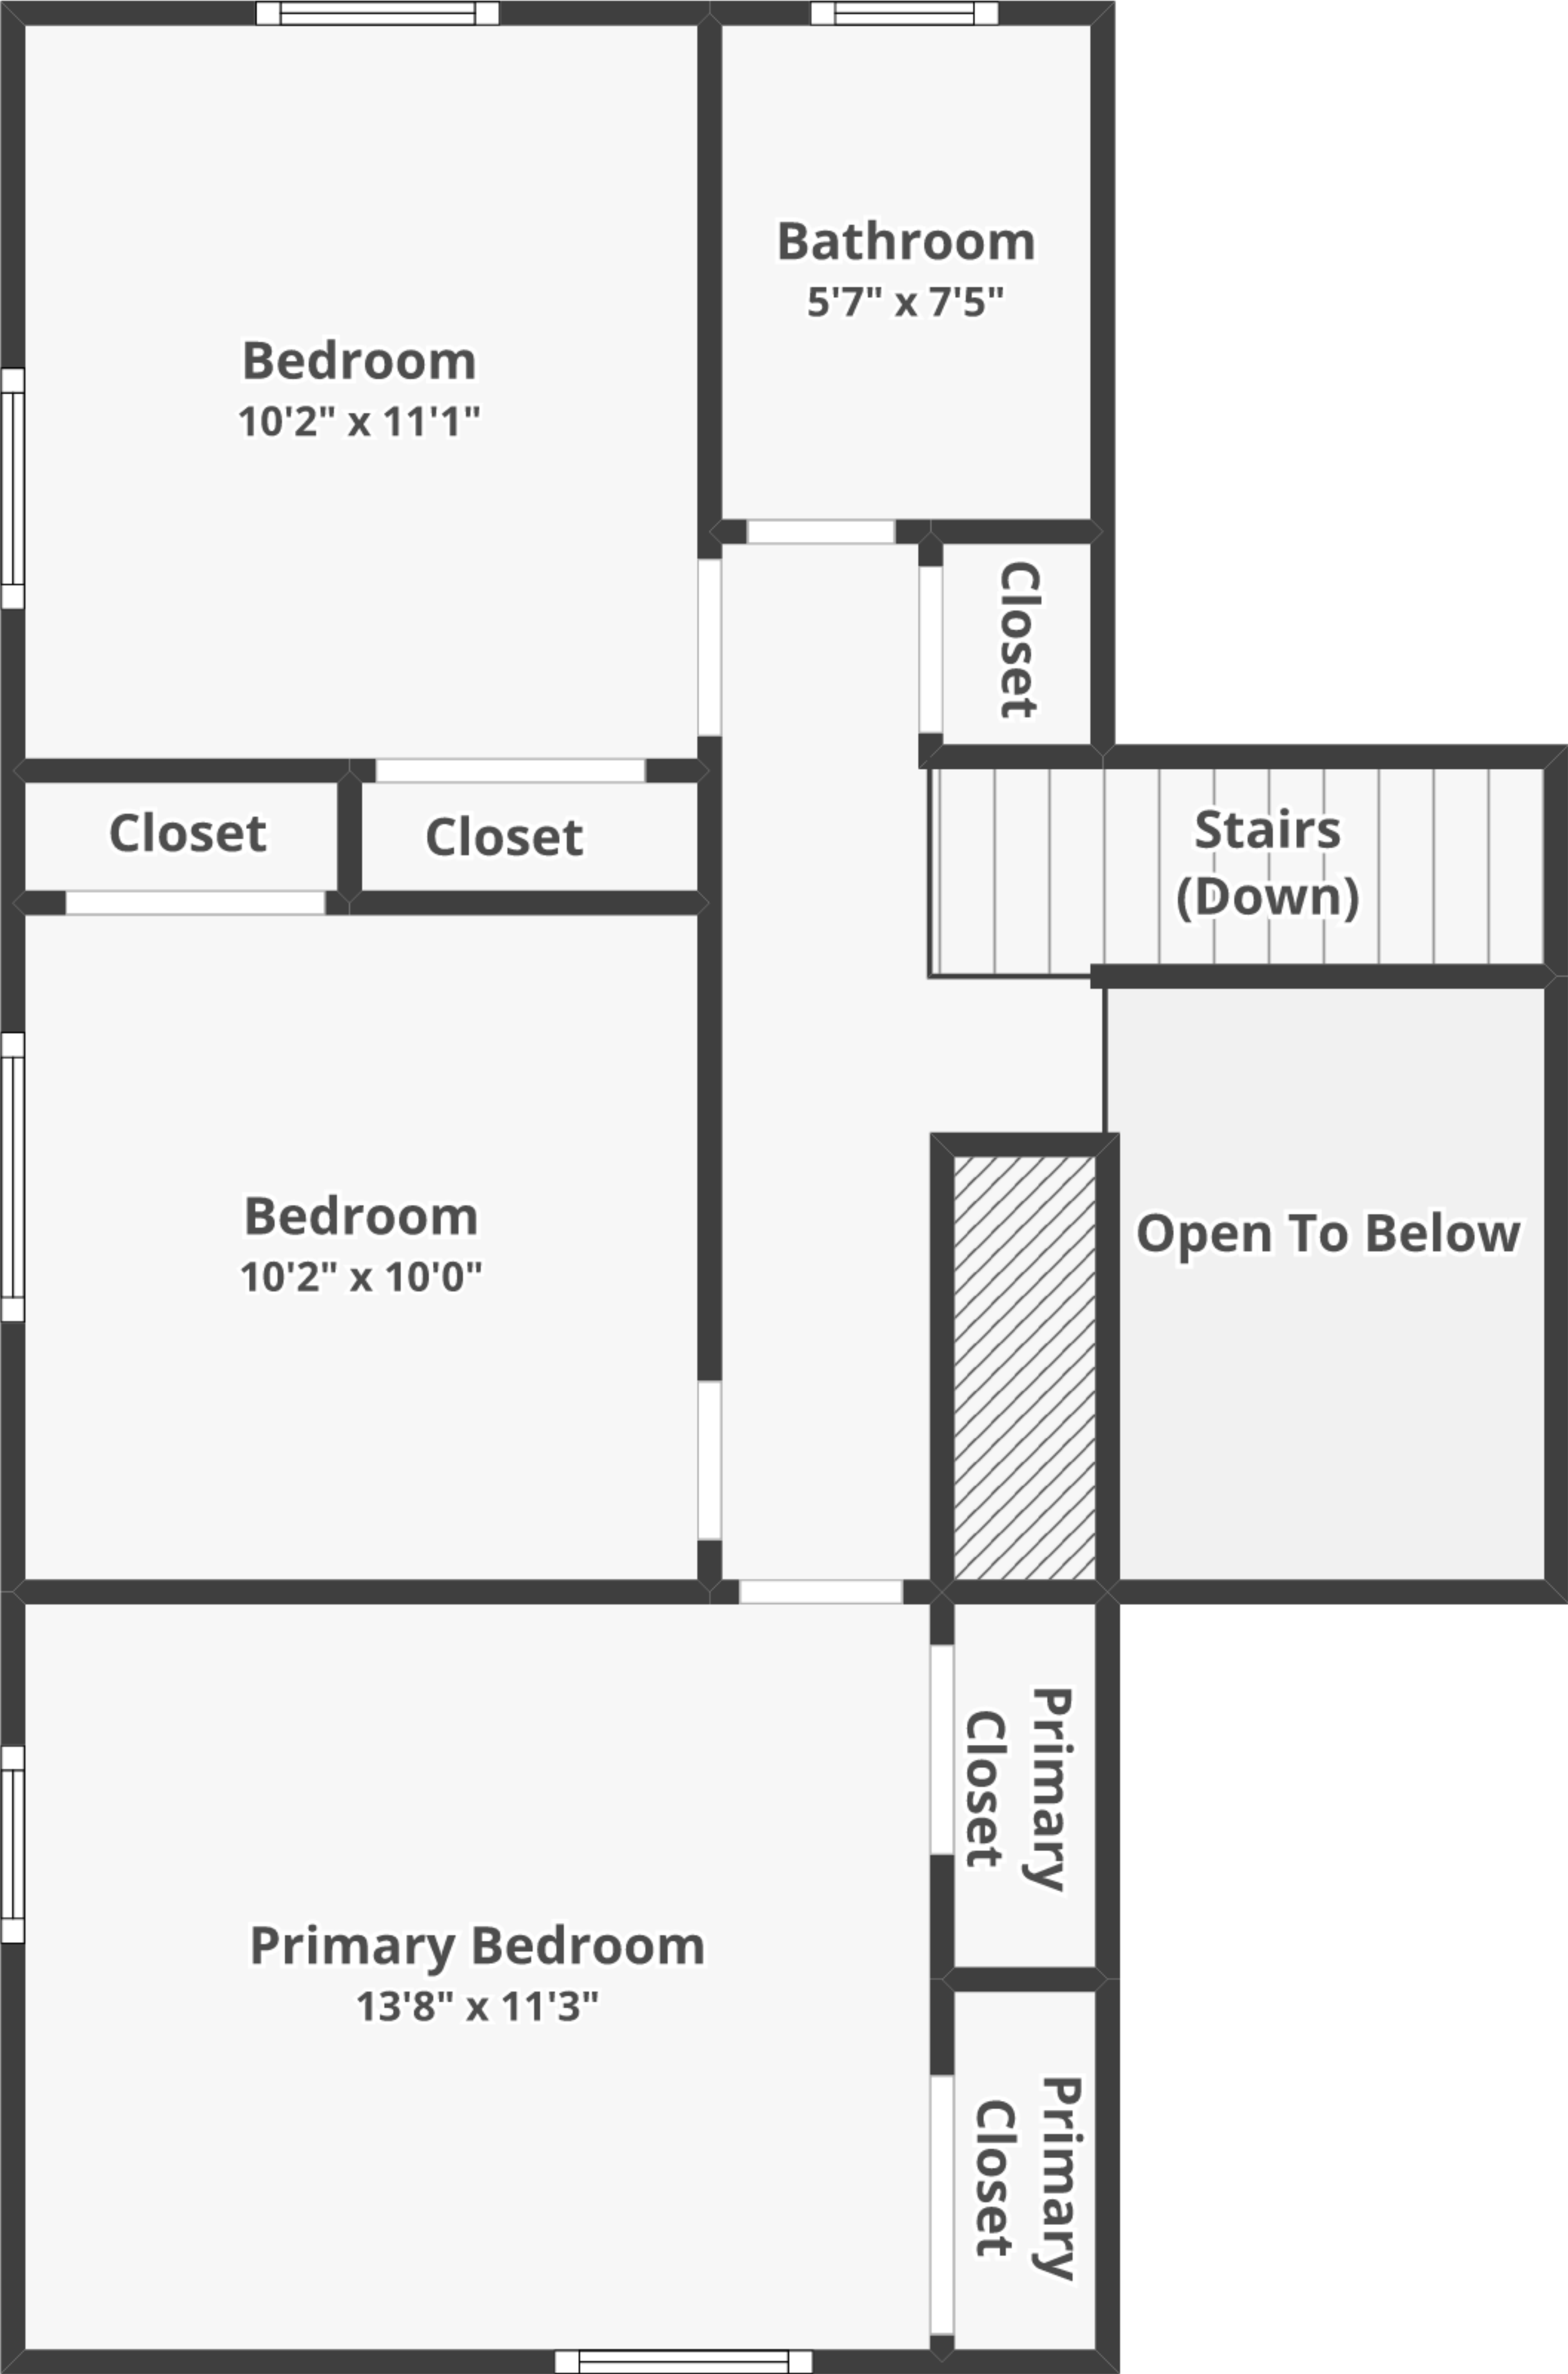 Bathroom
5'7" x 7'5"
Bedroom
10'2" x 11'1"
Closet
Closet
Closet
Stairs
(Down)
Bedroom
10'2" x 10'0"
Open To Below
Primary
Closet
Primary Bedroom
13'8" x 11'3"
Primary
Closet